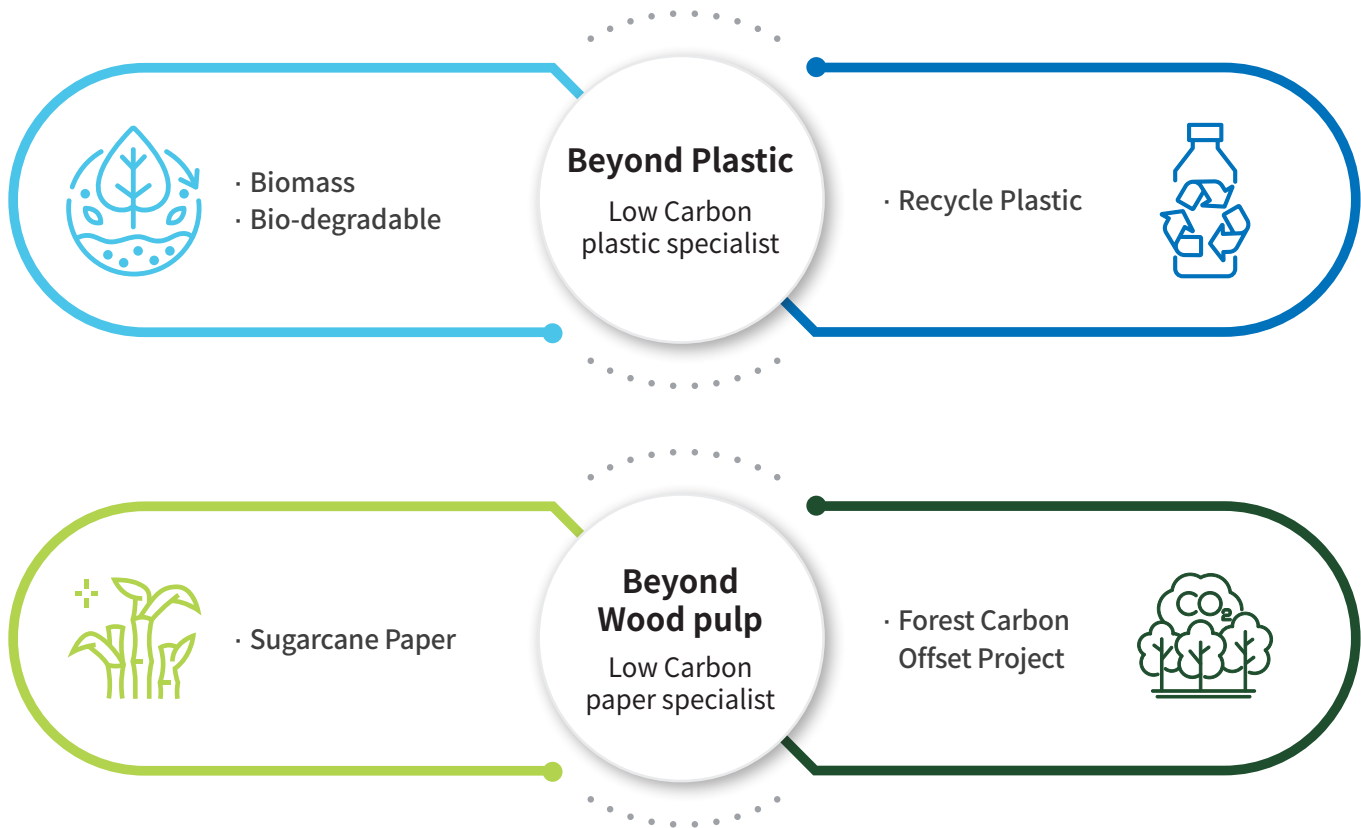 · Biomass
· Bio-degradable
Beyond Plastic
Low Carbon
plastic specialist
· Recycle Plastic
· Sugarcane Paper
Beyond
Wood pulp
Low Carbon
paper specialist
· Forest Carbon
Offset Project
CO₂